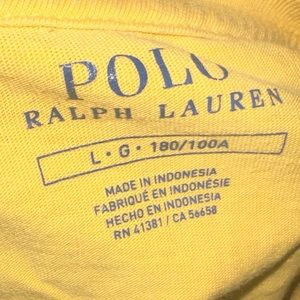 POLO
RALPH LAUREN
L • G • 180/100A
MADE IN INDONESIA
FABRIQUÉ EN INDONÉSIE
HECHO EN INDONESIA
RN 41381 / CA 56658